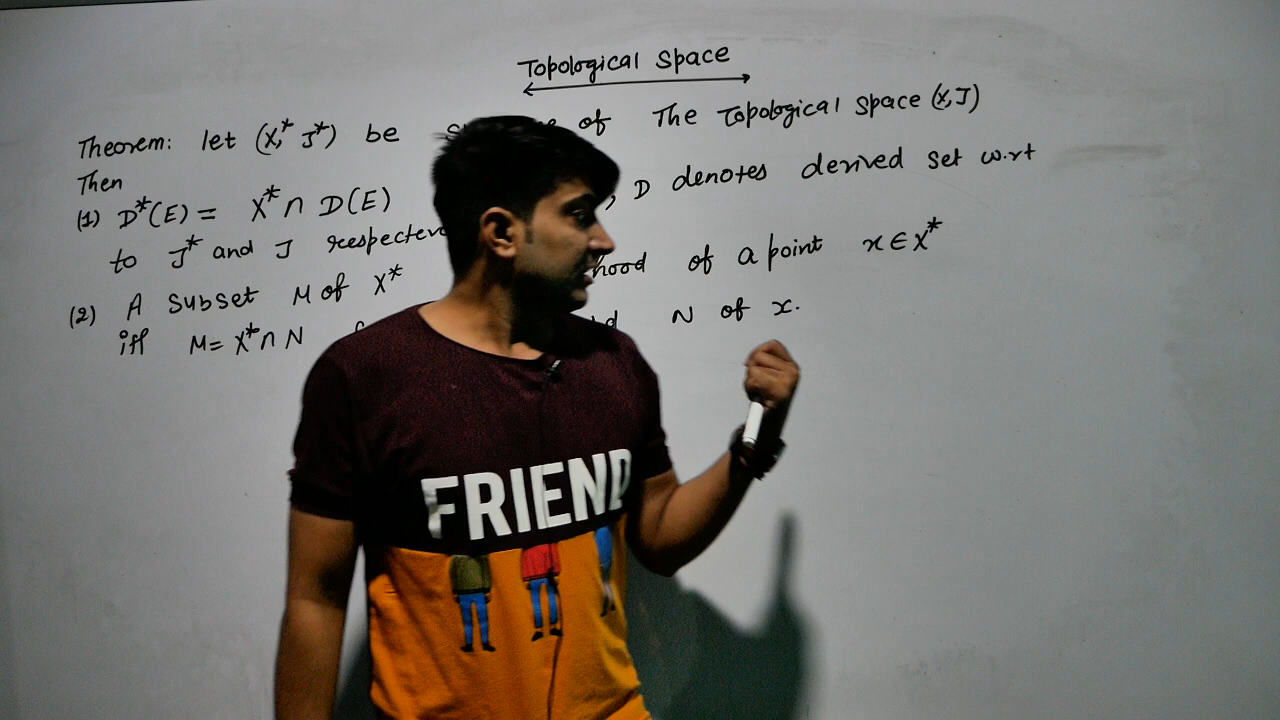 Topological Space
Theorem: let (X,* J*) be of The Topological Space (X,J)
Then
(1) D*(E) = X* ∩ D(E) , D denotes derived set w.r.t
to J* and J
(2) A Subset M of X* hood of a point x ∈ X*
iff M = X* ∩ N N of x.
FRIEND